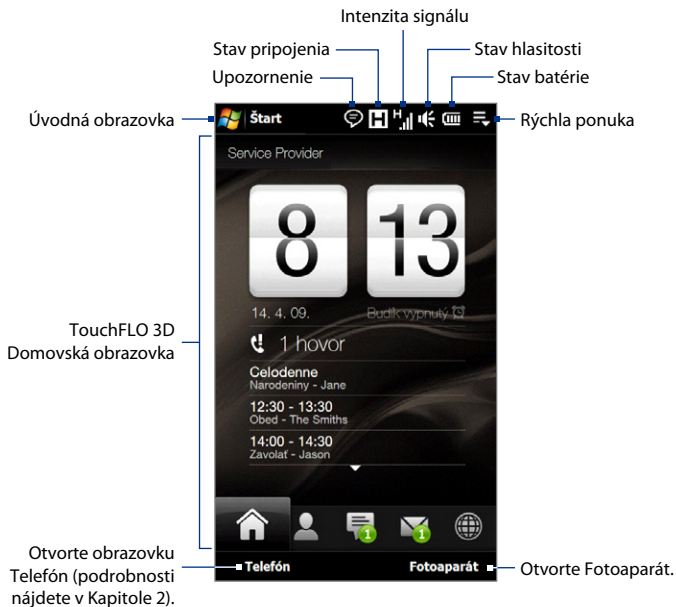 Intenzita signálu
Stav pripojenia
Stav hlasitosti
Upozornenie
Stav batérie
Úvodná obrazovka
Štart
H
H
Rýchla ponuka
Service Provider
8
13
14. 4. 09.
Budík vypnutý
TouchFLO 3D
Domovská obrazovka
1 hovor
Celodenne
Narodeniny - Jane
12:30 - 13:30
Obed - The Smiths
14:00 - 14:30
Zavolať - Jason
1
1
Otvorte obrazovku
Telefón (podrobnosti
nájdete v Kapitole 2).
Telefón
Fotoaparát
Otvorte Fotoaparát.